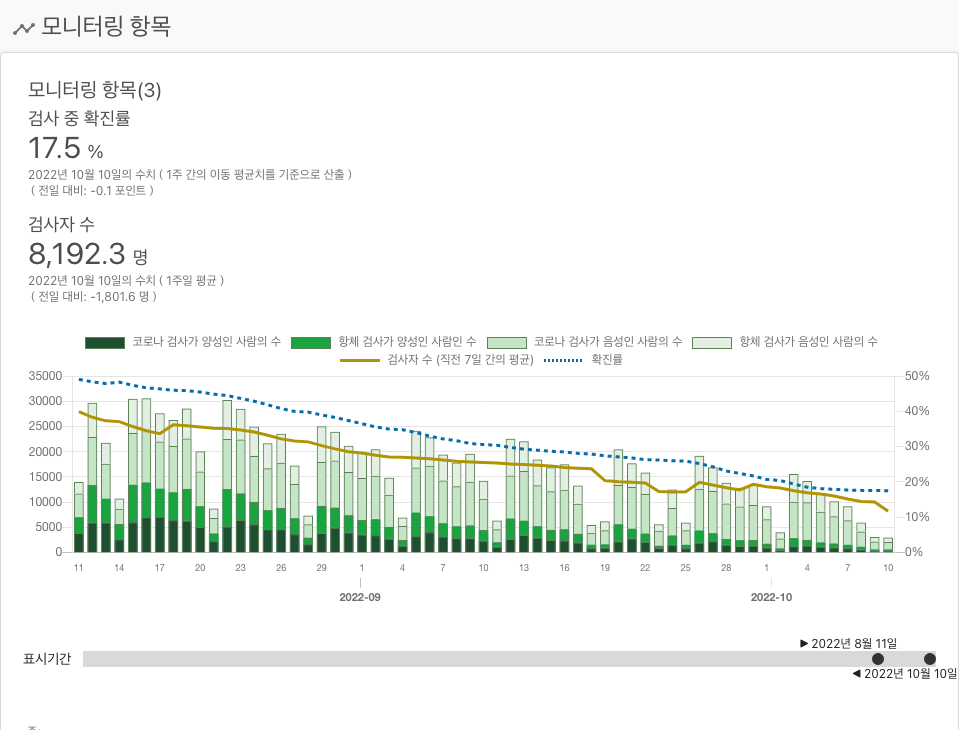 모니터링 항목
모니터링 항목(3)
검사 중 확진률
17.5 %
2022년 10월 10일의 수치 ( 1주 간의 이동 평균치를 기준으로 산출 )
( 전일 대비: -0.1 포인트 )
검사자 수
8,192.3 명
2022년 10월 10일의 수치 ( 1주일 평균 )
( 전일 대비: -1,801.6 명 )
코로나 검사가 양성인 사람의 수 항체 검사가 양성인 사람인 수 코로나 검사가 음성인 사람의 수 항체 검사가 음성인 사람의 수
검사자 수 (직전 7일 간의 평균) 확진률
35000 50%
30000 40%
25000
20000 30%
15000 20%
10000
5000 10%
0 0%
11 14 17 20 23 26 29 1 4 7 10 13 16 19 22 25 28 1 4 7 10
2022-09 2022-10
▶ 2022년 8월 11일
표시기간
◀ 2022년 10월 10일